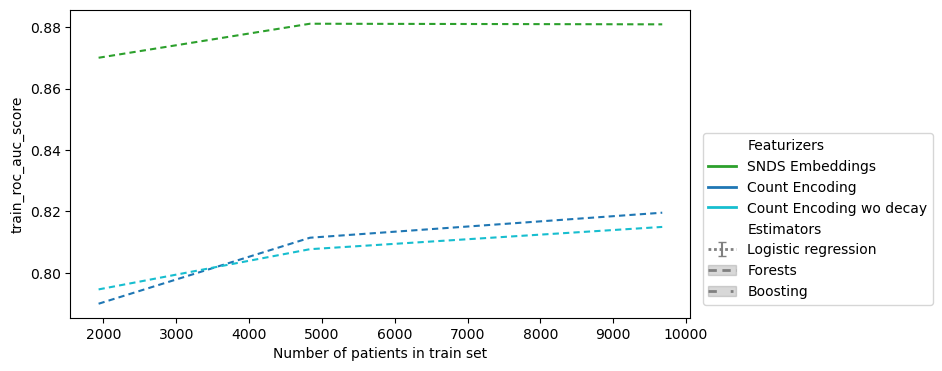 0.88
0.86
0.84
0.82
0.80
train_roc_auc_score
2000 3000 4000 5000 6000 7000 8000 9000 10000
Number of patients in train set
Featurizers
SNDS Embeddings
Count Encoding
Count Encoding wo decay
Estimators
Logistic regression
Forests
Boosting